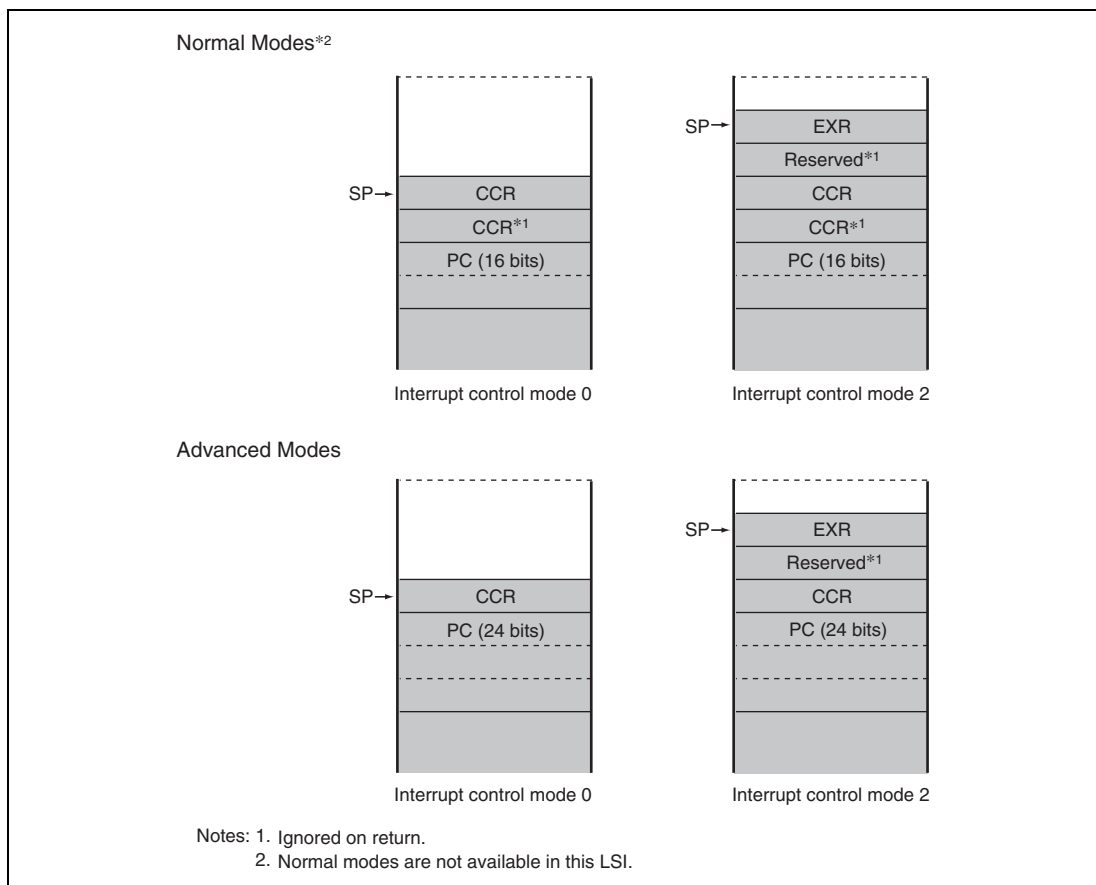 Normal Modes*2
SP
CCR
CCR*1
PC (16 bits)
Interrupt control mode 0
SP
EXR
Reserved*1
CCR
CCR*1
PC (16 bits)
Interrupt control mode 2
Advanced Modes
SP
CCR
PC (24 bits)
Interrupt control mode 0
SP
EXR
Reserved*1
CCR
PC (24 bits)
Interrupt control mode 2
Notes: 1. Ignored on return.
2. Normal modes are not available in this LSI.